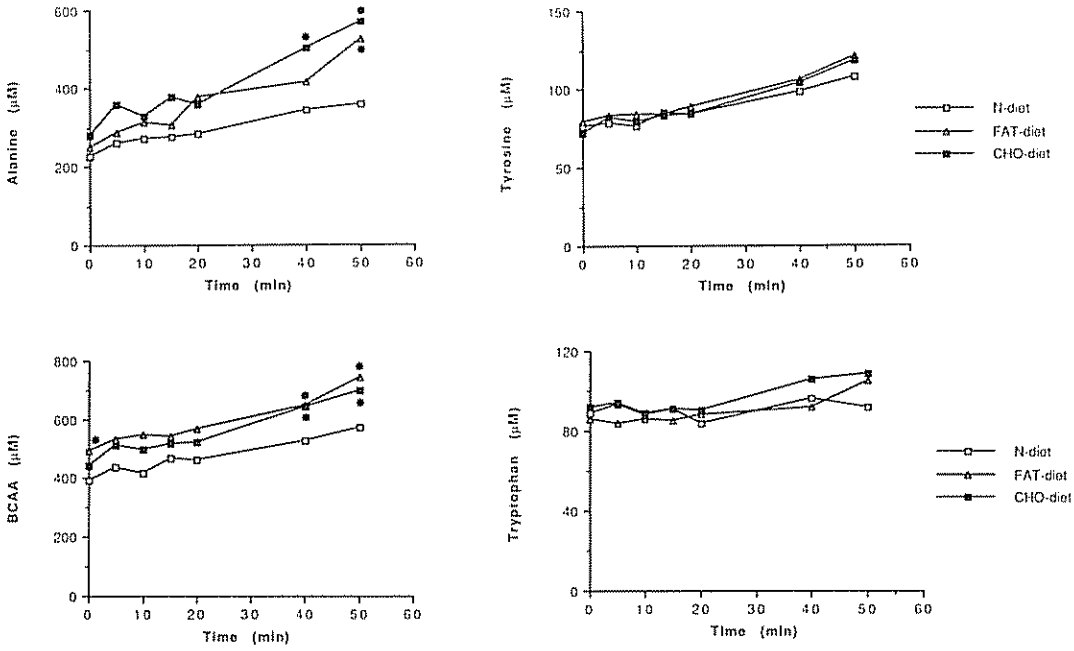 600
400
200
0
Alanine (µM)
0 10 20 30 40 50 60
Time (min)
150
100
50
0
Tyrosine (µM)
0 10 20 30 40 50 60
Time (min)
N-diet
FAT-diet
CHO-diet
800
600
400
200
0
BCAA (µM)
0 10 20 30 40 50 60
Time (min)
120
80
40
0
Tryptophan (µM)
0 10 20 30 40 50 60
Time (min)
N-diet
FAT-diet
CHO-diet